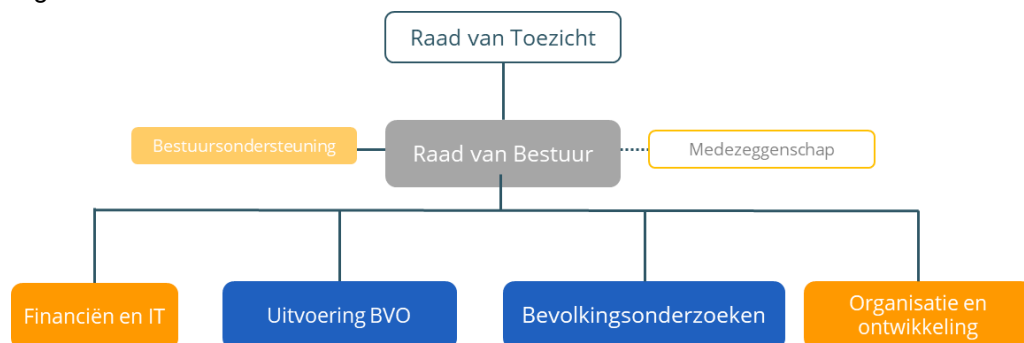 Raad van Toezicht
Bestuursondersteuning
Raad van Bestuur
Medezeggenschap
Financiën en IT
Uitvoering BVO
Bevolkingsonderzoeken
Organisatie en
ontwikkeling